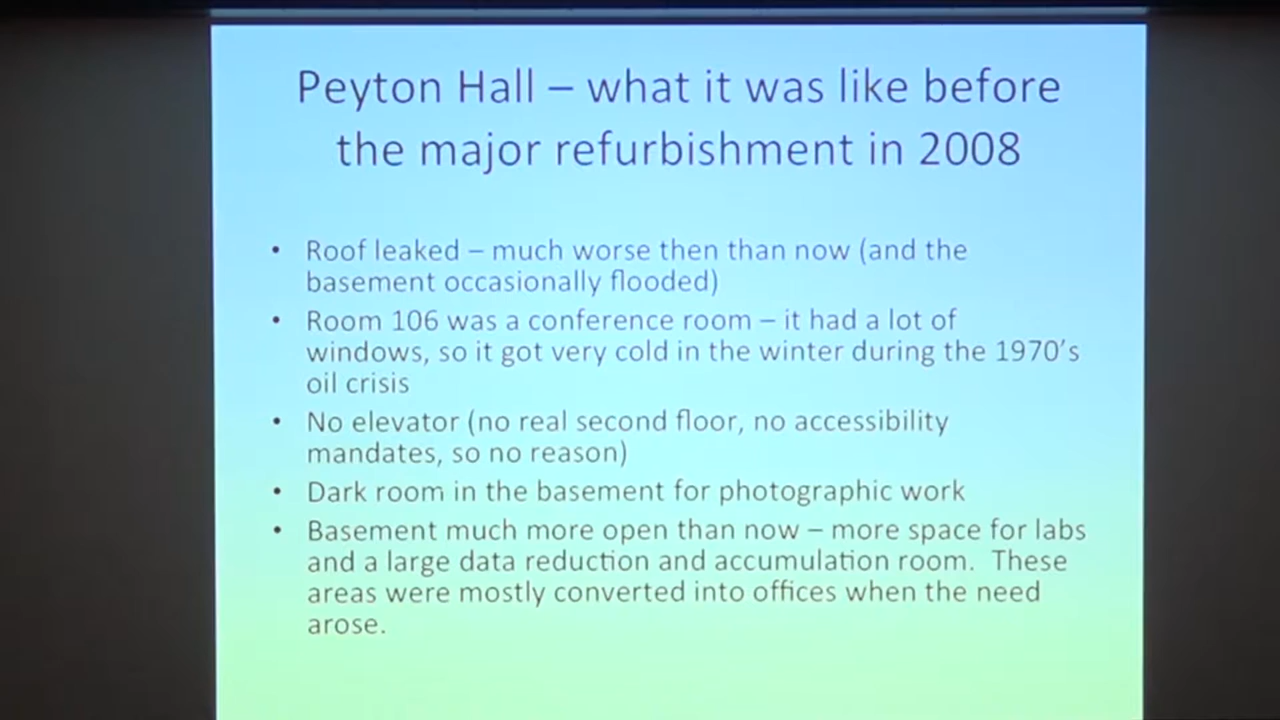 Peyton Hall – what it was like before
the major refurbishment in 2008
• Roof leaked – much worse then than now (and the
basement occasionally flooded)
• Room 106 was a conference room – it had a lot of
windows, so it got very cold in the winter during the 1970's
oil crisis
• No elevator (no real second floor, no accessibility
mandates, so no reason)
• Dark room in the basement for photographic work
• Basement much more open than now – more space for labs
and a large data reduction and accumulation room.  These
areas were mostly converted into offices when the need
arose.